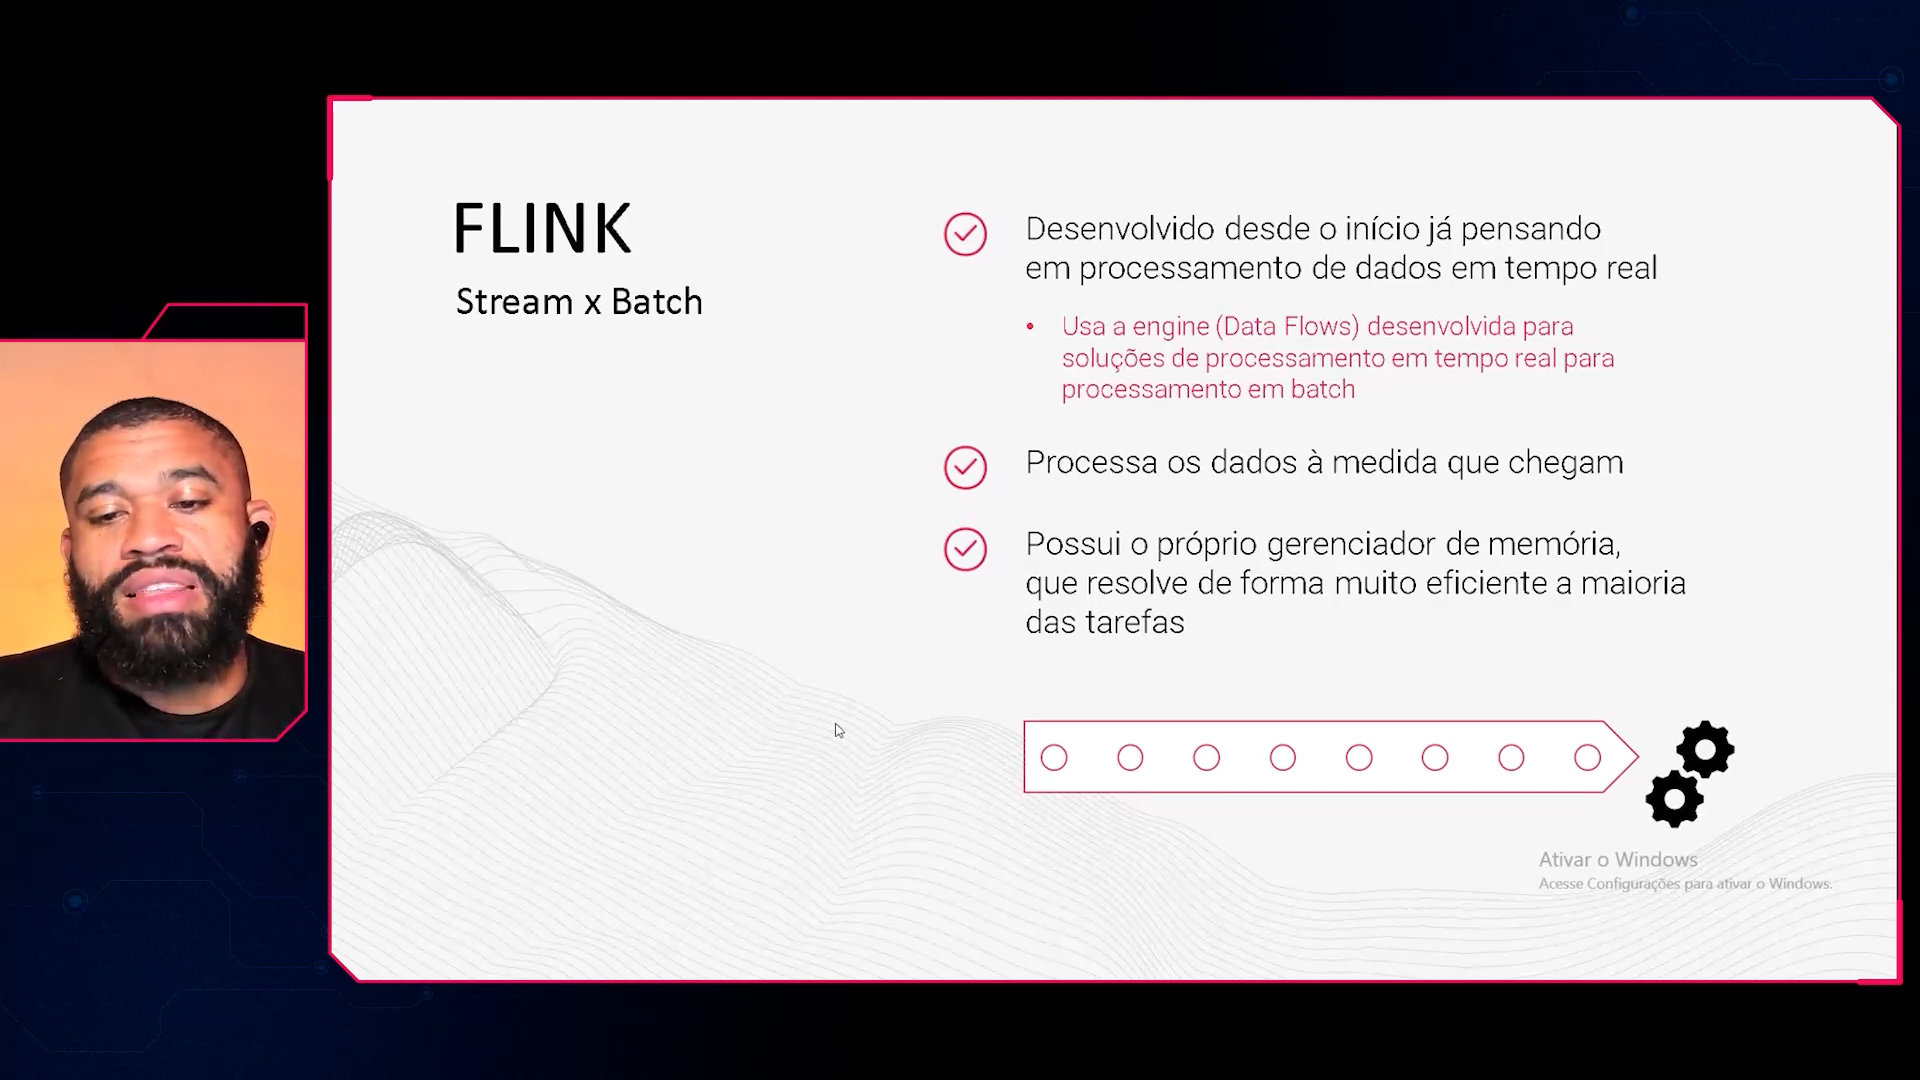 FLINK
Stream x Batch
Desenvolvido desde o início já pensando
em processamento de dados em tempo real
• Usa a engine (Data Flows) desenvolvida para
soluções de processamento em tempo real para
processamento em batch
Processa os dados à medida que chegam
Possui o próprio gerenciador de memória,
que resolve de forma muito eficiente a maioria
das tarefas
Ativar o Windows
Acesse Configurações para ativar o Windows.